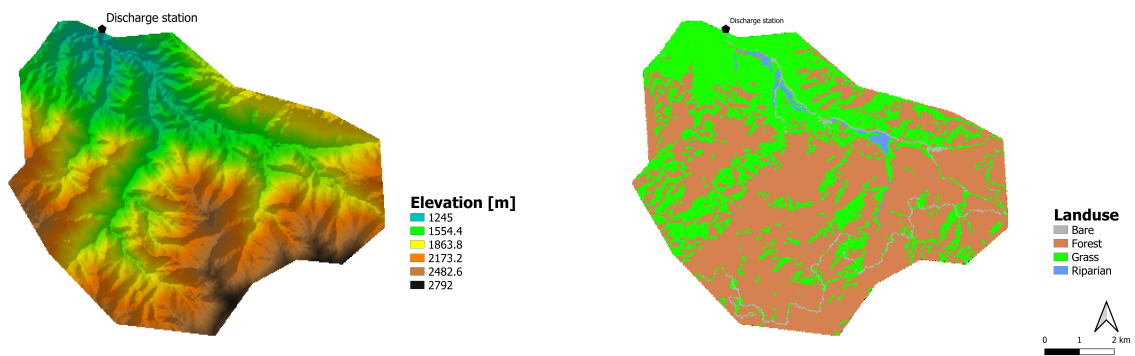 Discharge station
Elevation [m]
1245
1554.4
1863.8
2173.2
2482.6
2792
Discharge station
Landuse
Bare
Forest
Grass
Riparian
0 1 2 km